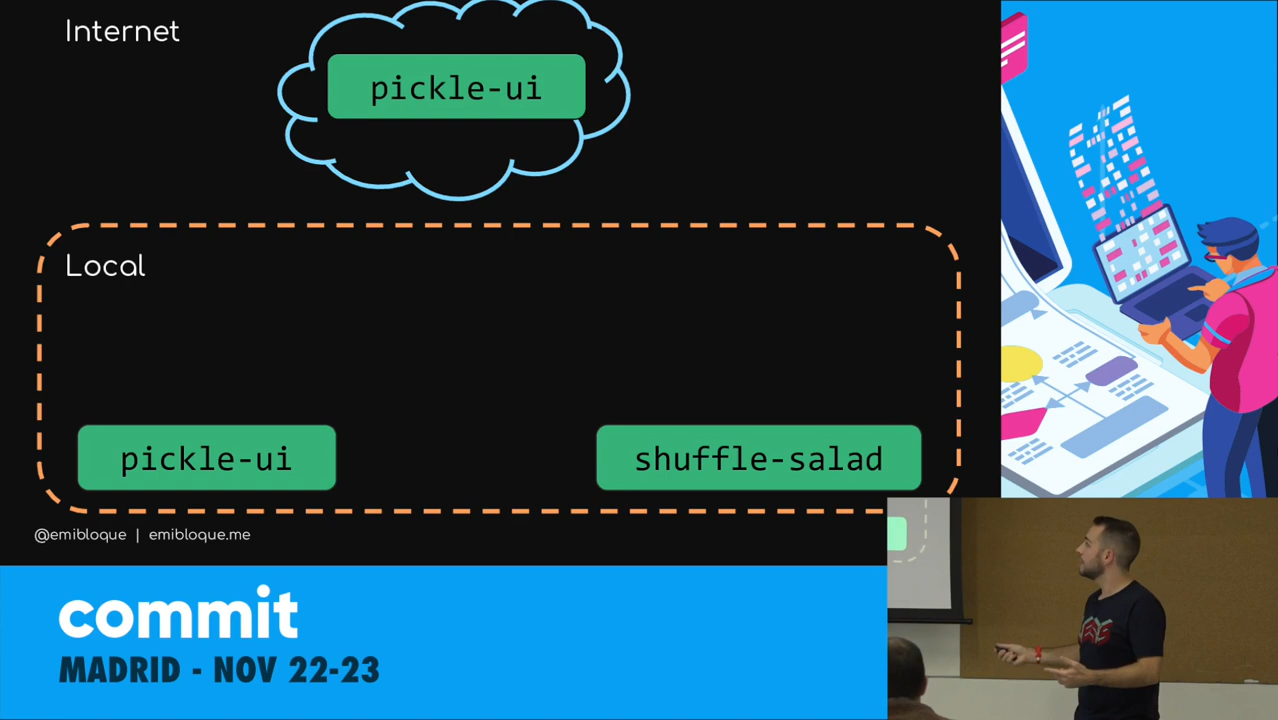 Internet
pickle-ui
Local
pickle-ui
shuffle-salad
@emibloque | emibloque.me
commit
MADRID - NOV 22-23